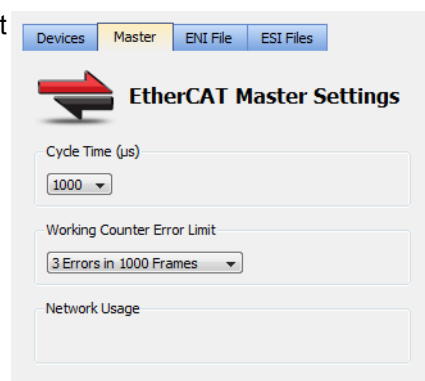 t
Devices Master ENI File ESI Files
EtherCAT Master Settings
Cycle Time (µs)
1000
Working Counter Error Limit
3 Errors in 1000 Frames
Network Usage